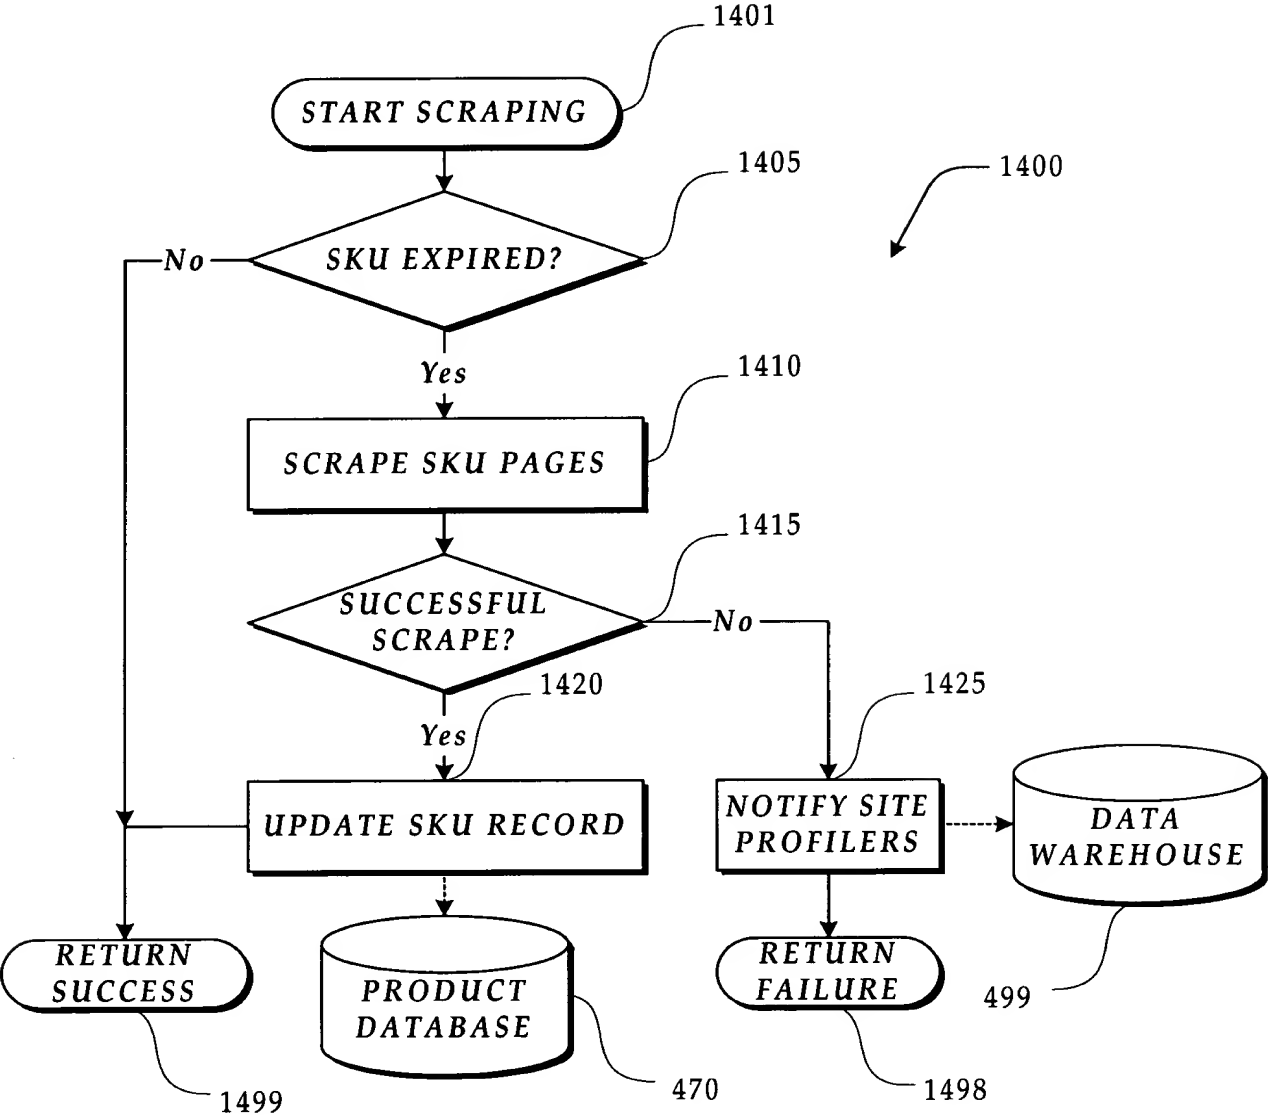 1401
START SCRAPING
1405
1400
No
SKU EXPIRED?
Yes
1410
SCRAPE SKU PAGES
1415
SUCCESSFUL
SCRAPE?
No
1420
1425
Yes
UPDATE SKU RECORD
NOTIFY SITE
PROFILERS
DATA
WAREHOUSE
RETURN
SUCCESS
PRODUCT
DATABASE
RETURN
FAILURE
499
1499
470
1498